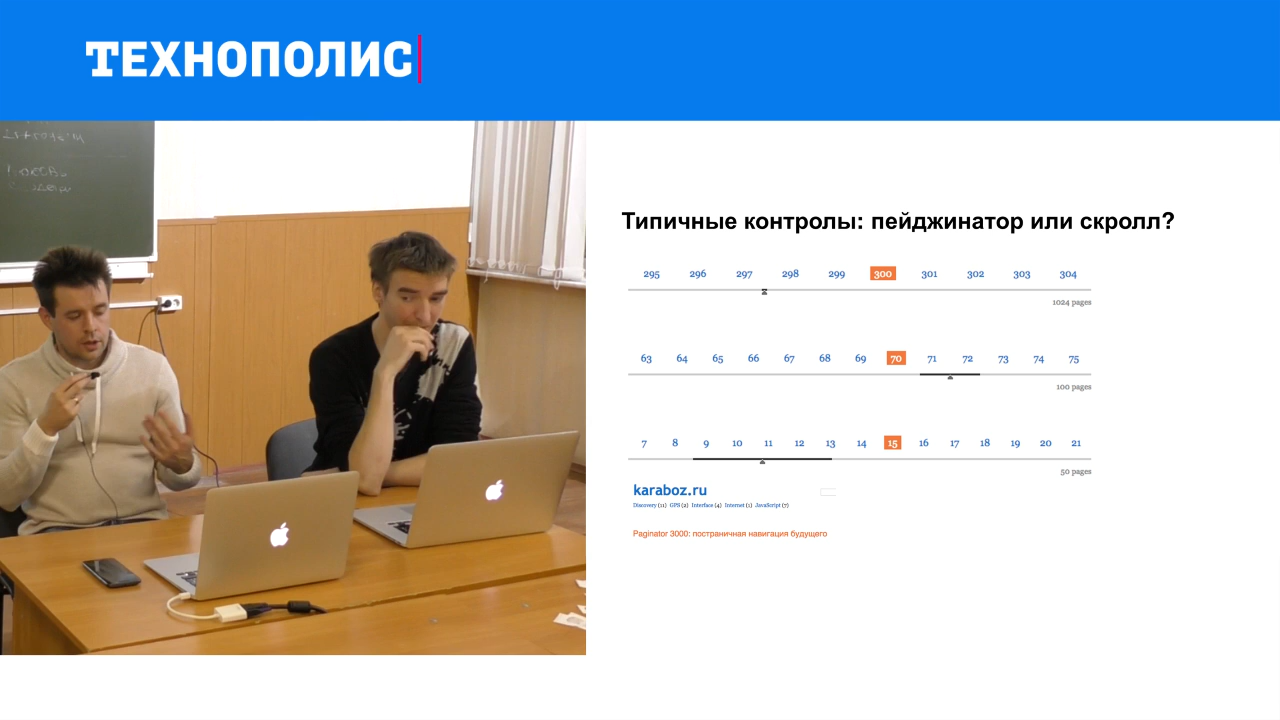 ТЕХНОПОЛИС
Типичные контролы: пейджинатор или скролл?
295 296 297 298 299 300 301 302 303 304
1024 pages
63 64 65 66 67 68 69 70 71 72 73 74 75
100 pages
7 8 9 10 11 12 13 14 15 16 17 18 19 20 21
50 pages
karaboz.ru
Discovery (11) GPS (2) Interface (4) Internet (1) JavaScript (7)
Paginator 3000: постраничная навигация будущего